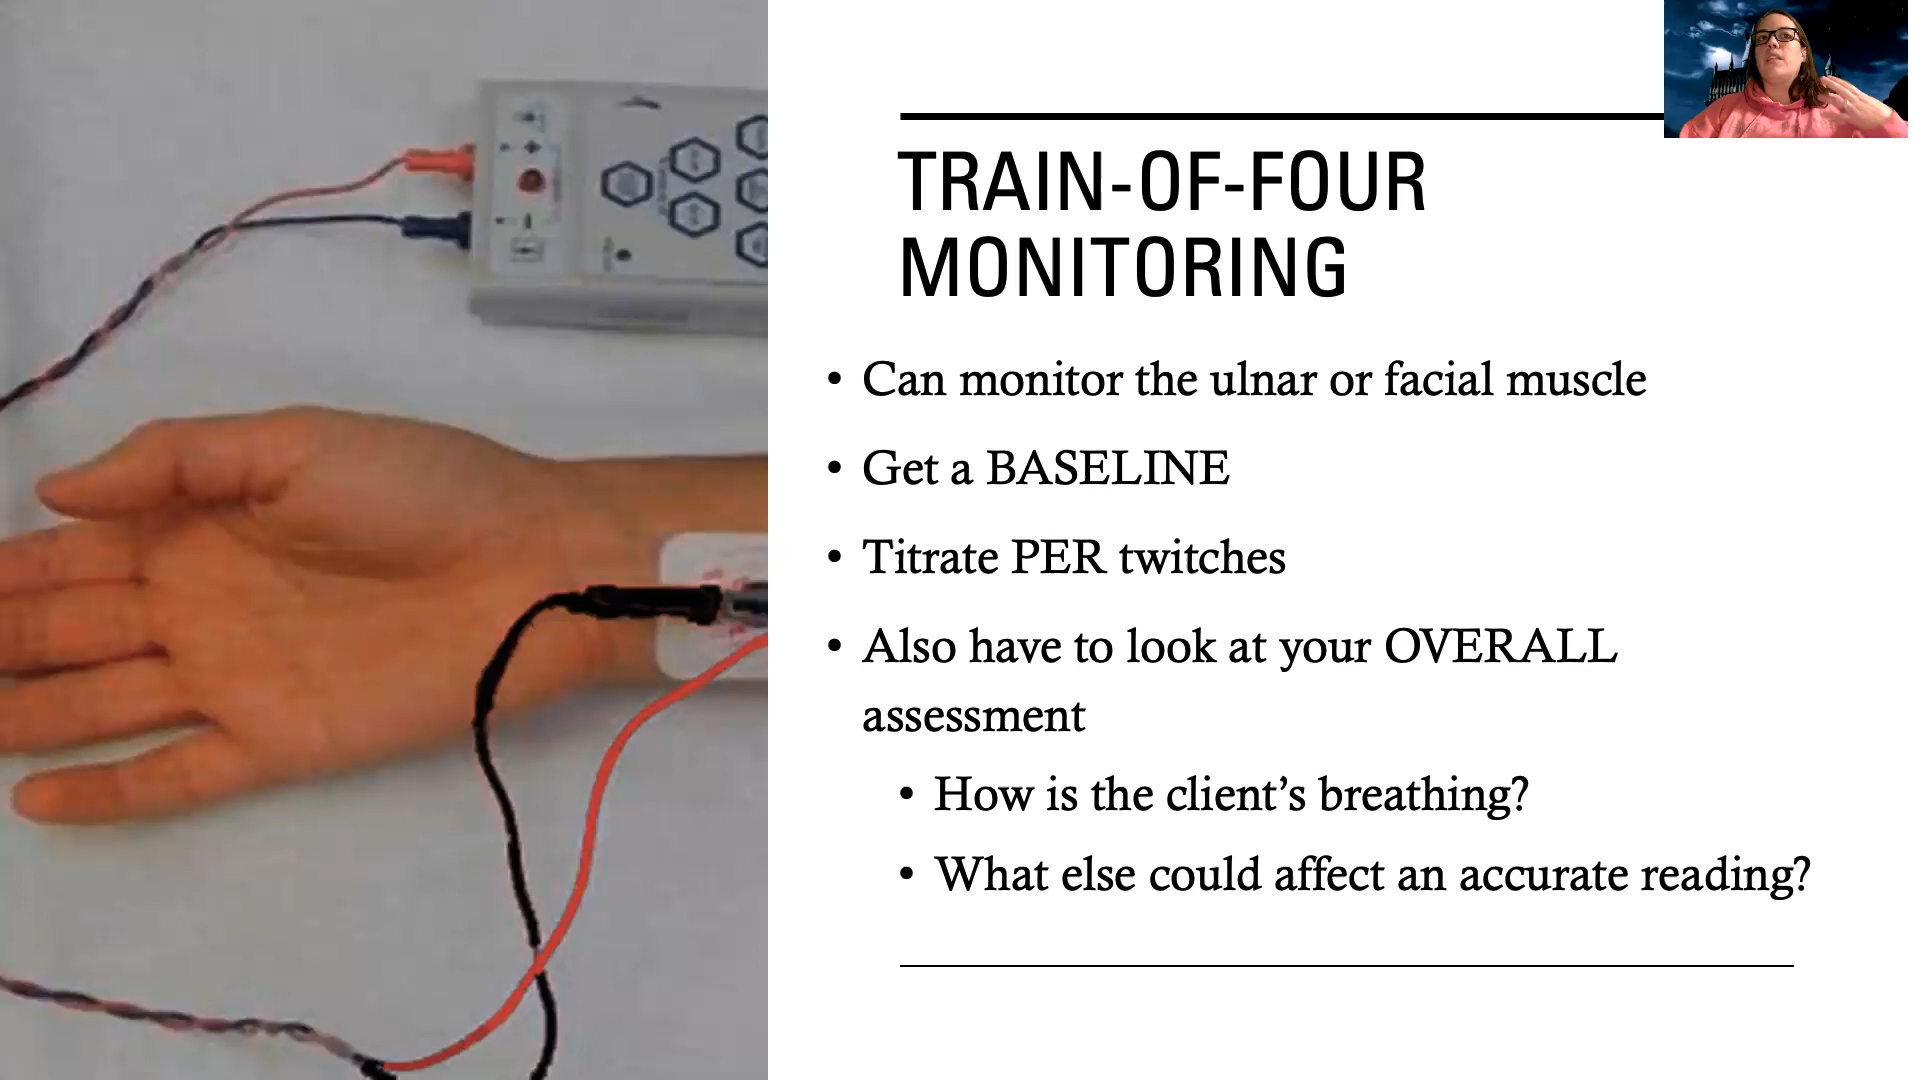 TRAIN-OF-FOUR
MONITORING
• Can monitor the ulnar or facial muscle
• Get a BASELINE
• Titrate PER twitches
• Also have to look at your OVERALL
assessment
• How is the client’s breathing?
• What else could affect an accurate reading?